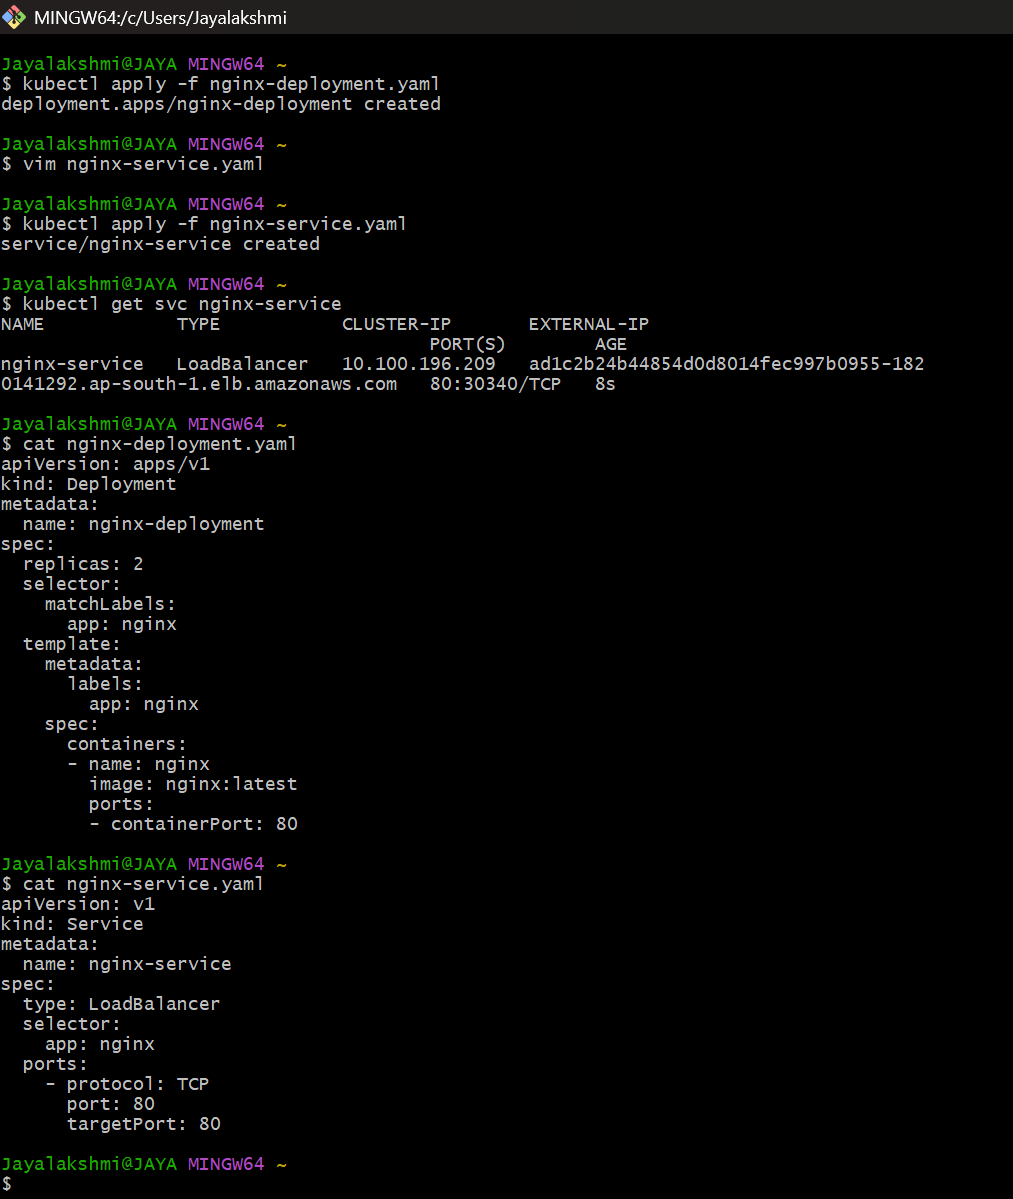 MINGW64:/c/Users/Jayalakshmi
Jayalakshmi@JAYA MINGW64 ~
$ kubectl apply -f nginx-deployment.yaml
deployment.apps/nginx-deployment created
Jayalakshmi@JAYA MINGW64 ~
$ vim nginx-service.yaml
Jayalakshmi@JAYA MINGW64 ~
$ kubectl apply -f nginx-service.yaml
service/nginx-service created
Jayalakshmi@JAYA MINGW64 ~
$ kubectl get svc nginx-service
NAME            TYPE           CLUSTER-IP       EXTERNAL-IP
                                       PORT(S)        AGE
nginx-service   LoadBalancer   10.100.196.209   ad1c2b24b44854d0d8014fec997b0955-182
0141292.ap-south-1.elb.amazonaws.com   80:30340/TCP   8s
Jayalakshmi@JAYA MINGW64 ~
$ cat nginx-deployment.yaml
apiVersion: apps/v1
kind: Deployment
metadata:
  name: nginx-deployment
spec:
  replicas: 2
  selector:
    matchLabels:
      app: nginx
  template:
    metadata:
      labels:
        app: nginx
    spec:
      containers:
      - name: nginx
        image: nginx:latest
        ports:
        - containerPort: 80
Jayalakshmi@JAYA MINGW64 ~
$ cat nginx-service.yaml
apiVersion: v1
kind: Service
metadata:
  name: nginx-service
spec:
  type: LoadBalancer
  selector:
    app: nginx
  ports:
    - protocol: TCP
      port: 80
      targetPort: 80
Jayalakshmi@JAYA MINGW64 ~
$